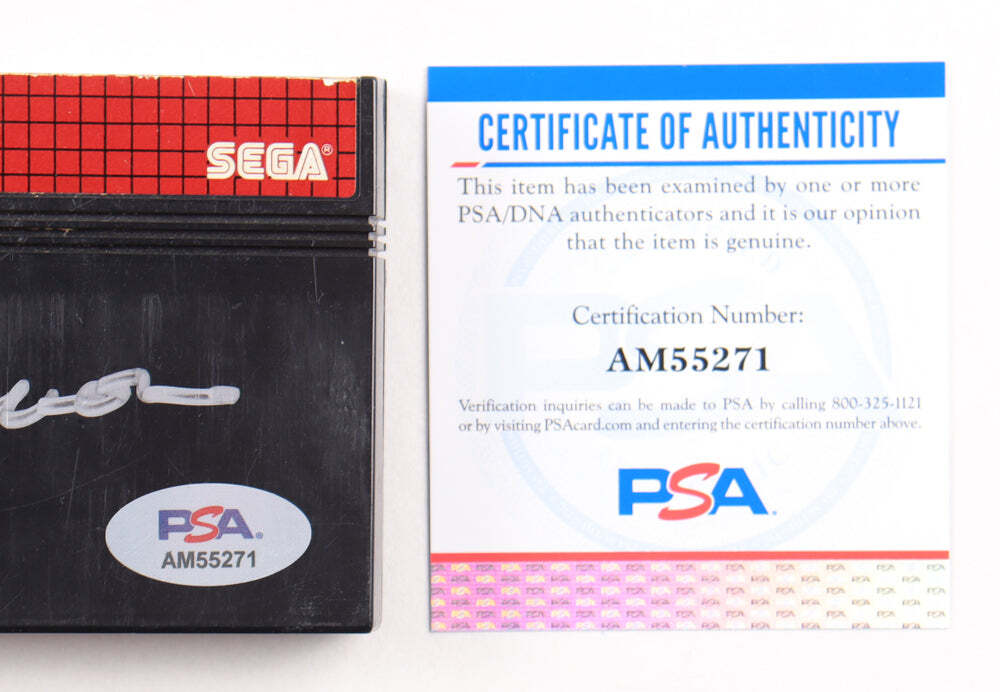 SEGA®
PSA®
AM55271
CERTIFICATE OF AUTHENTICITY
This item has been examined by one or more
PSA/DNA authenticators and it is our opinion
that the item is genuine.
Certification Number:
AM55271
Verification inquiries can be made to PSA by calling 800-325-1121
or by visiting PSAcard.com and entering the certification number above.
PSA.